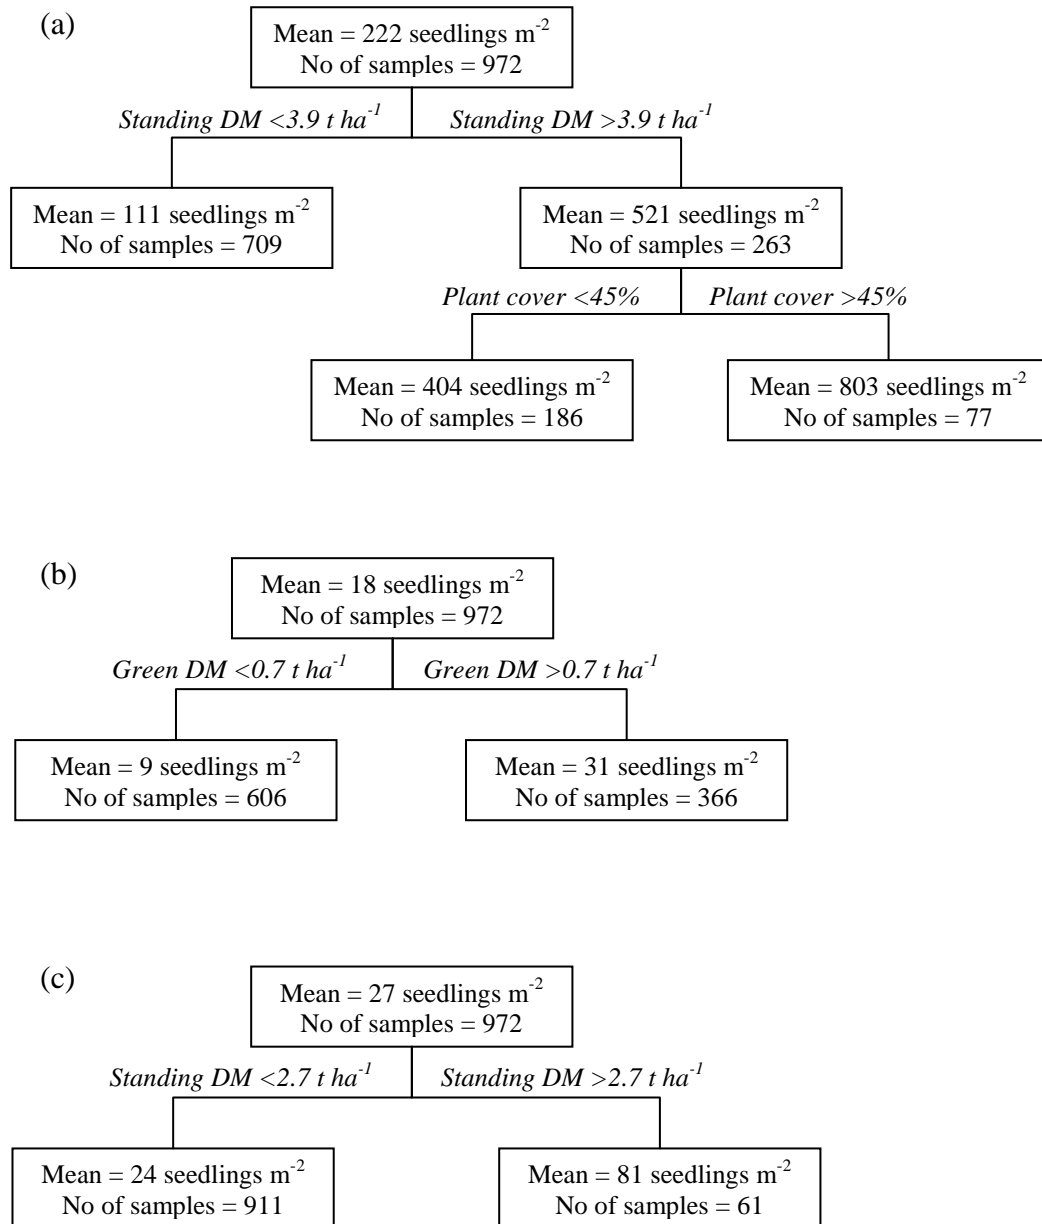 (a)
Mean = 222 seedlings m⁻²
No of samples = 972
Standing DM <3.9 t ha⁻¹
Standing DM >3.9 t ha⁻¹
Mean = 111 seedlings m⁻²
No of samples = 709
Mean = 521 seedlings m⁻²
No of samples = 263
Plant cover <45%
Plant cover >45%
Mean = 404 seedlings m⁻²
No of samples = 186
Mean = 803 seedlings m⁻²
No of samples = 77
(b)
Mean = 18 seedlings m⁻²
No of samples = 972
Green DM <0.7 t ha⁻¹
Green DM >0.7 t ha⁻¹
Mean = 9 seedlings m⁻²
No of samples = 606
Mean = 31 seedlings m⁻²
No of samples = 366
(c)
Mean = 27 seedlings m⁻²
No of samples = 972
Standing DM <2.7 t ha⁻¹
Standing DM >2.7 t ha⁻¹
Mean = 24 seedlings m⁻²
No of samples = 911
Mean = 81 seedlings m⁻²
No of samples = 61